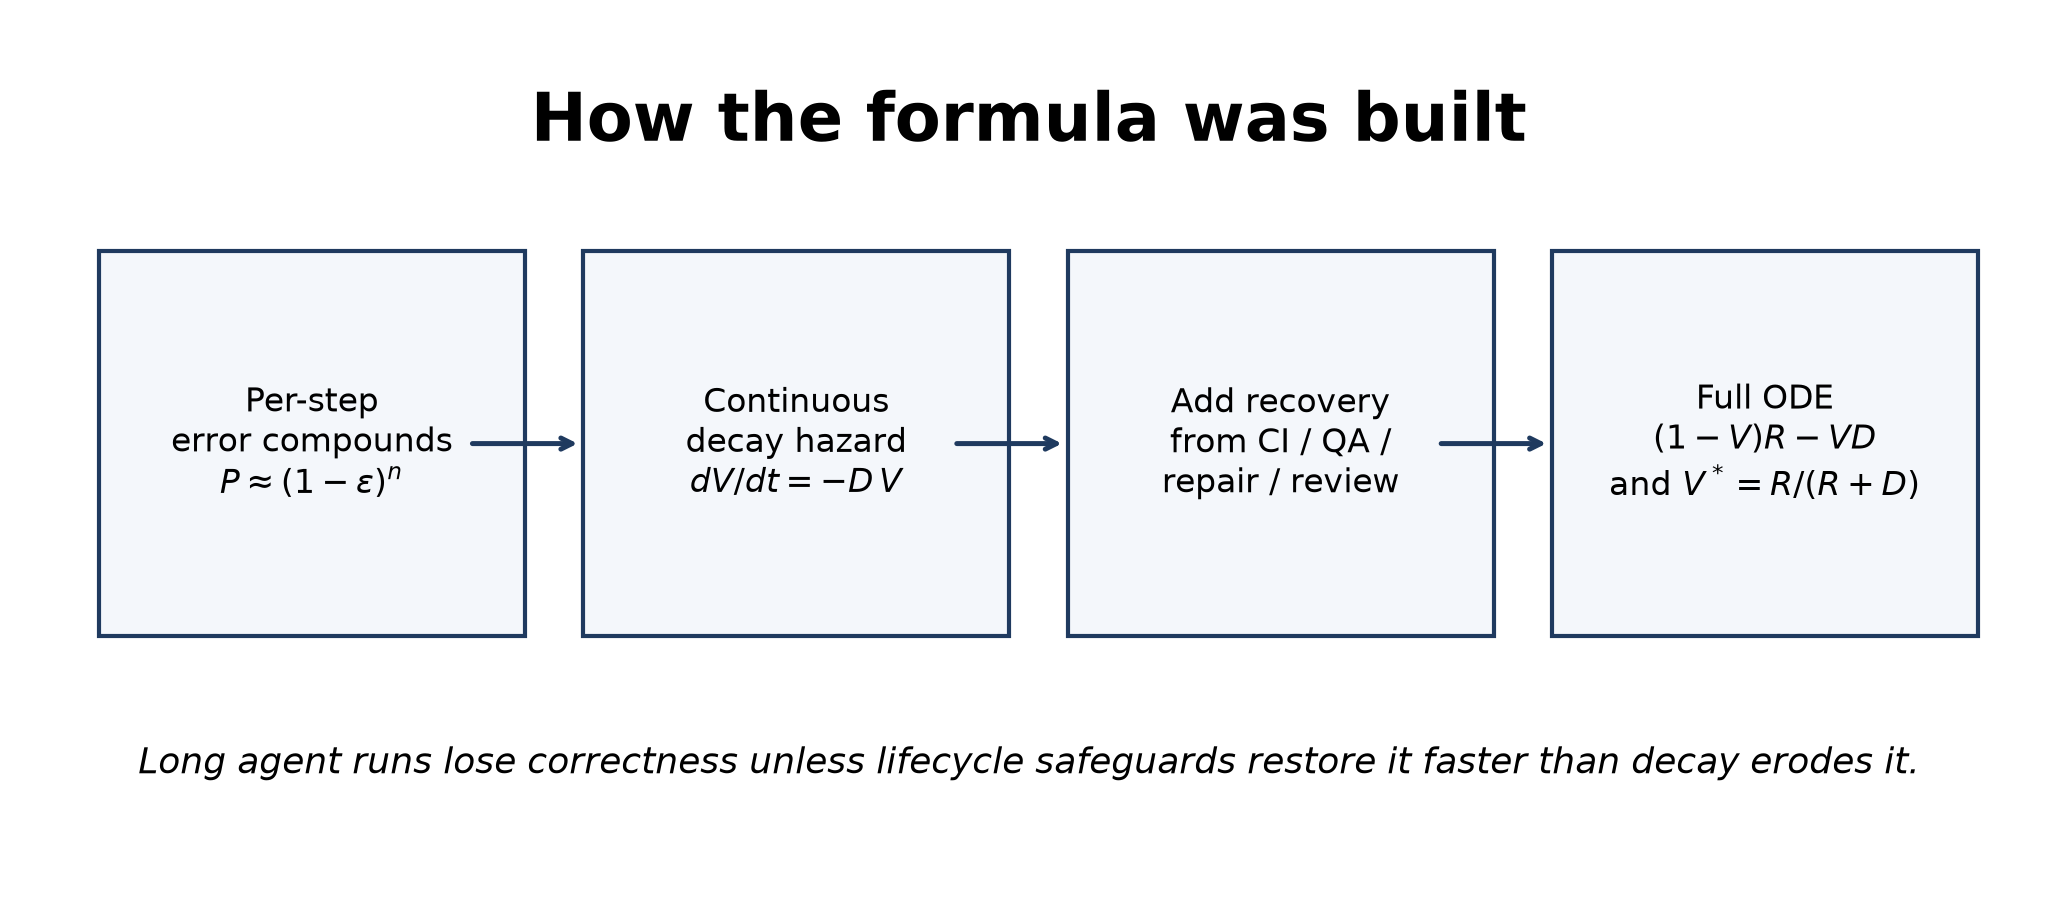 How the formula was built
Per-step
error compounds
P ≈ (1 − ε)ⁿ
Continuous
decay hazard
dV/dt = −D V
Add recovery
from CI / QA /
repair / review
Full ODE
(1 − V)R − VD
and V* = R/(R + D)
Long agent runs lose correctness unless lifecycle safeguards restore it faster than decay erodes it.